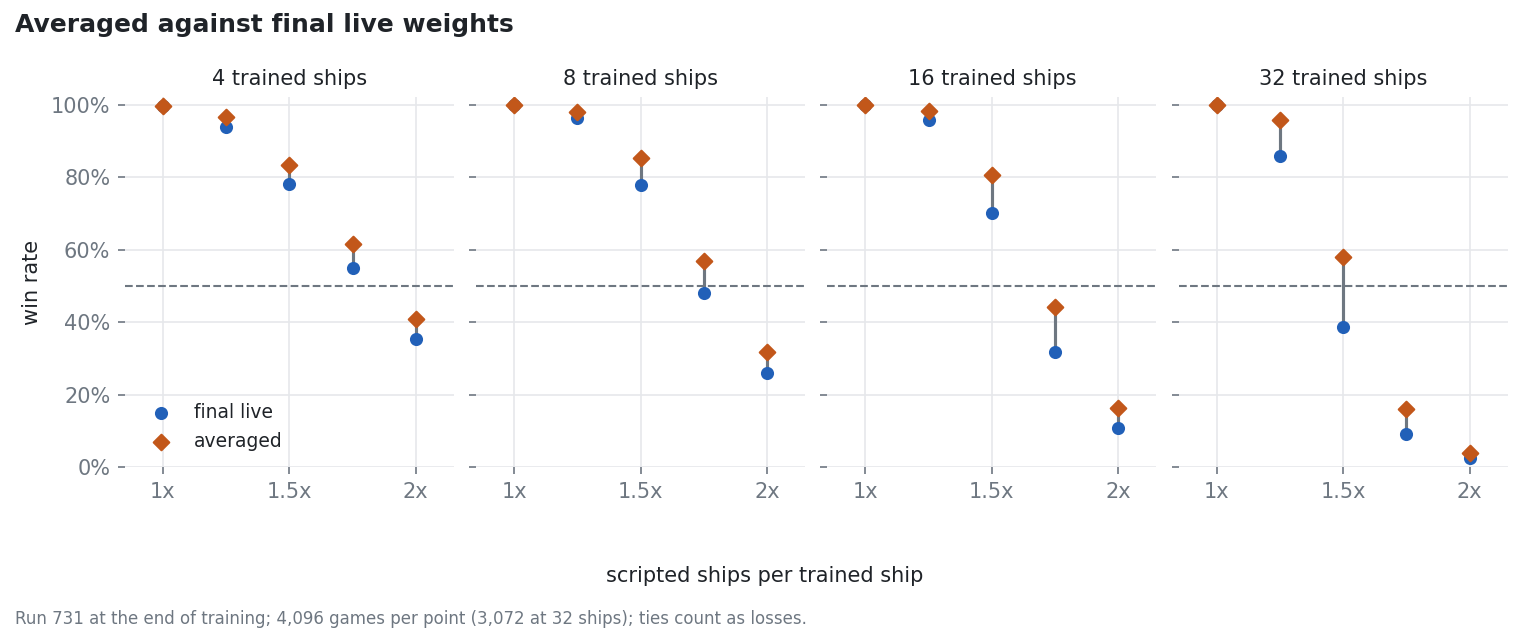 Averaged against final live weights
4 trained ships
8 trained ships
16 trained ships
32 trained ships
100%
80%
60%
40%
20%
0%
win rate
final live
averaged
1x 1.5x 2x
1x 1.5x 2x
1x 1.5x 2x
1x 1.5x 2x
scripted ships per trained ship
Run 731 at the end of training; 4,096 games per point (3,072 at 32 ships); ties count as losses.